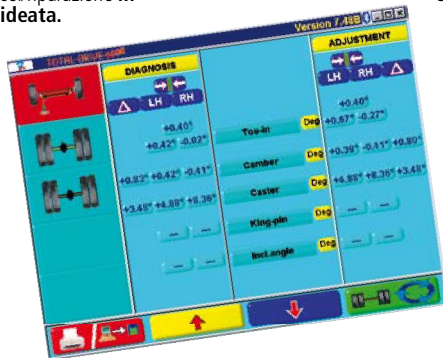 ideata.
Version 7.48B
DIAGNOSIS
ADJUSTMENT
LH RH
LH RH
+0.40°
+0.42° -0.02°
+0.40°
+0.67° -0.27°
Toe-in
Deg
+0.82° +0.42° -0.41°
Camber
Deg
+0.39° -0.41° +0.80°
+3.48° +4.88° +8.36°
Caster
Deg
+4.88° +8.36° +3.48°
King-pin
Deg
Incl.angle
Deg